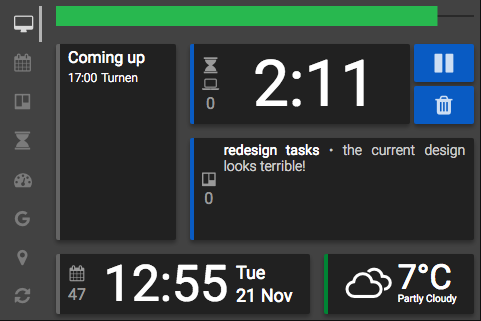 Coming up
17:00 Turnen
2:11
0
redesign tasks · the current design
looks terrible!
0
12:55
Tue
21 Nov
47
7°C
Partly Cloudy
G